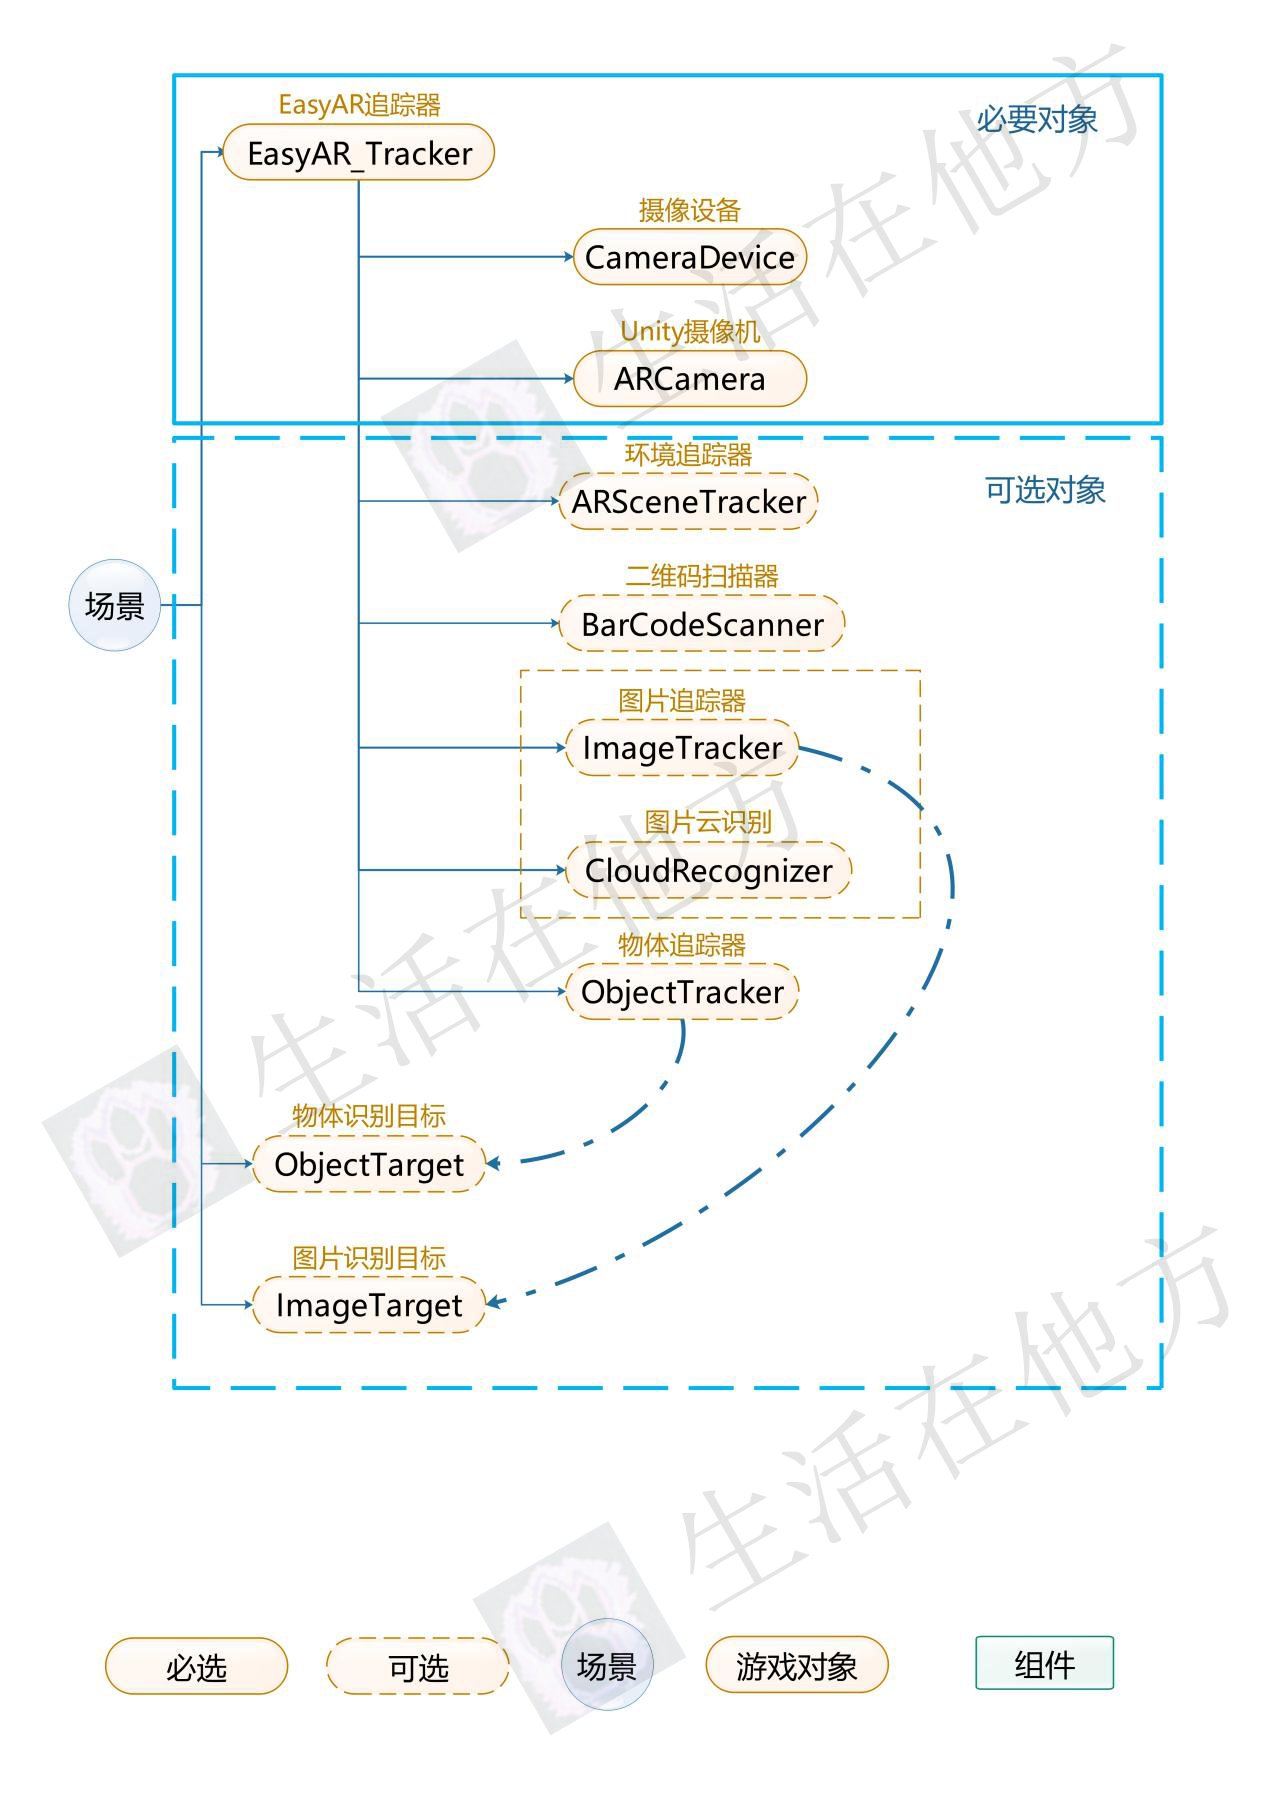 EasyAR追踪器
必要对象
EasyAR_Tracker
摄像设备
CameraDevice
Unity摄像机
ARCamera
环境追踪器
可选对象
ARSceneTracker
二维码扫描器
场景
BarCodeScanner
图片追踪器
ImageTracker
图片云识别
CloudRecognizer
物体追踪器
ObjectTracker
物体识别目标
ObjectTarget
图片识别目标
ImageTarget
必选
可选
场景
游戏对象
组件
生活在他方
生活在他方
生活在他方